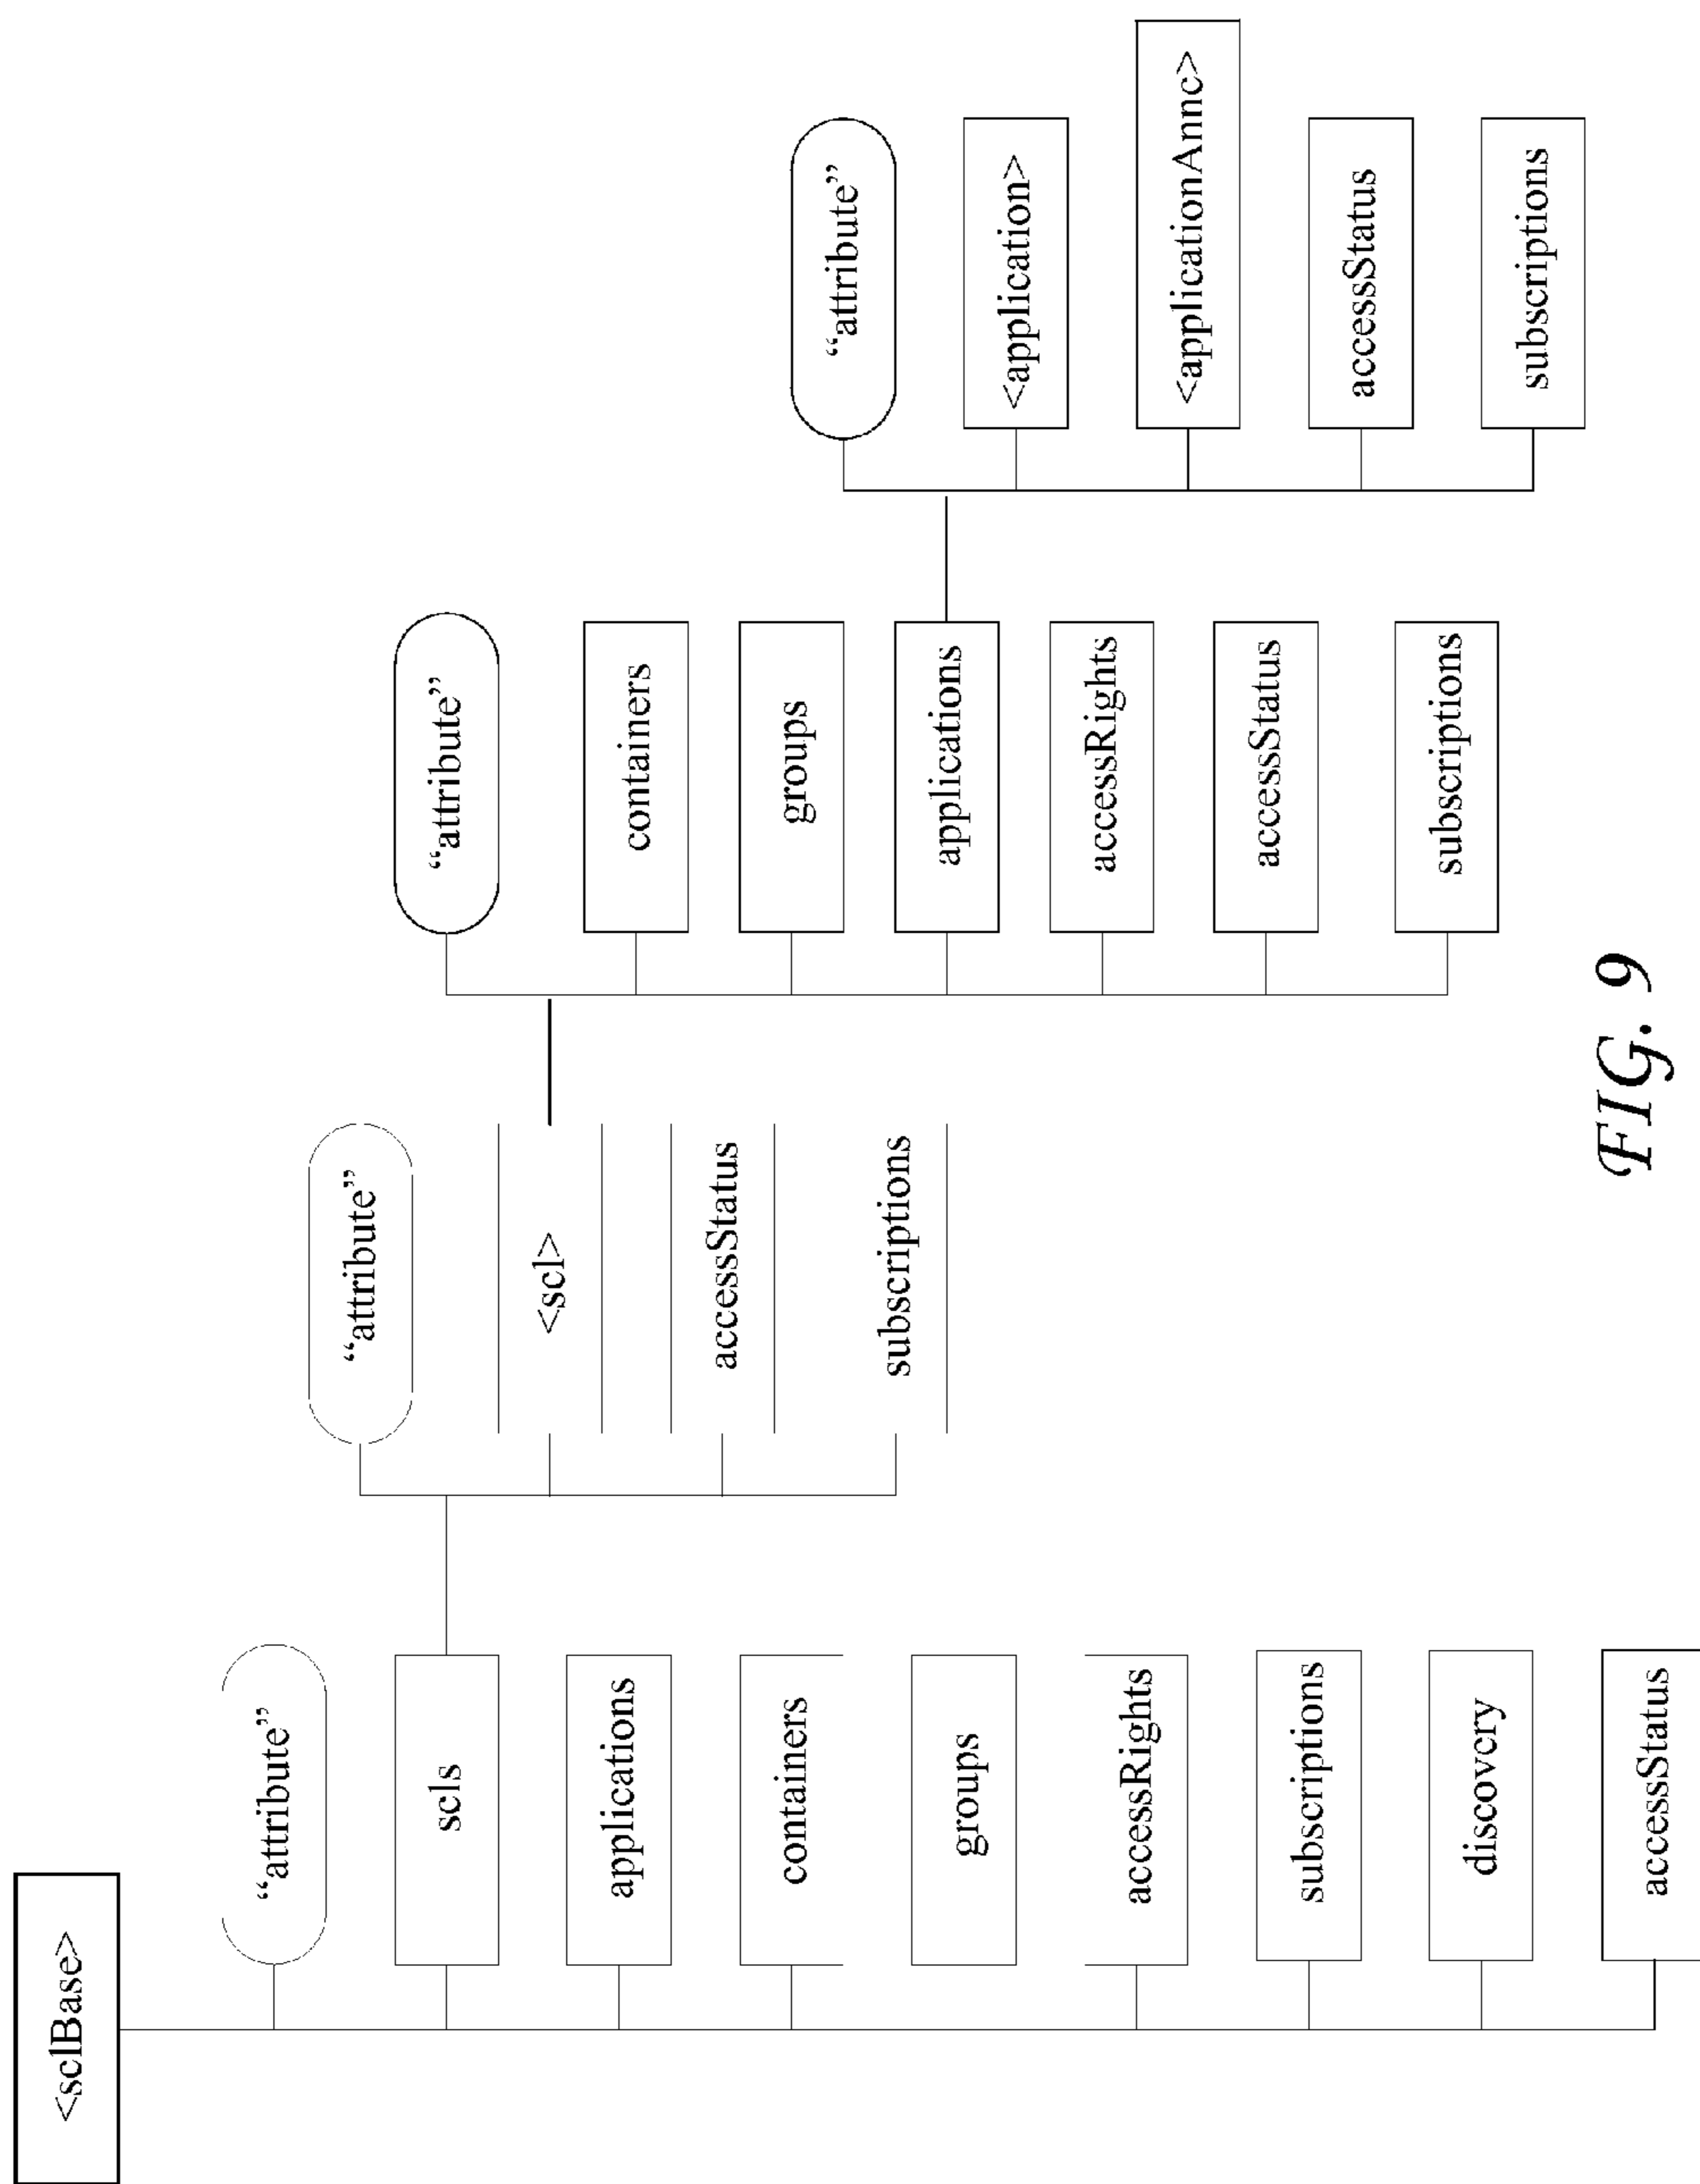 <sclBase>
“attribute”
scls
applications
containers
groups
accessRights
subscriptions
discovery
accessStatus
“attribute”
<scl>
accessStatus
subscriptions
“attribute”
containers
groups
applications
accessRights
accessStatus
subscriptions
“attribute”
<application>
<applicationAnnc>
accessStatus
subscriptions
FIG. 9